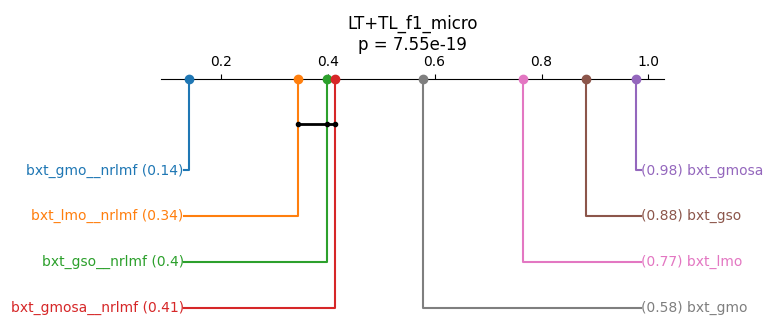 LT+TL_f1_micro
p = 7.55e-19
0.2 0.4 0.6 0.8 1.0
bxt_gmo__nrlmf (0.14) (0.98) bxt_gmosa
bxt_lmo__nrlmf (0.34) (0.88) bxt_gso
bxt_gso__nrlmf (0.4) (0.77) bxt_lmo
bxt_gmosa__nrlmf (0.41) (0.58) bxt_gmo